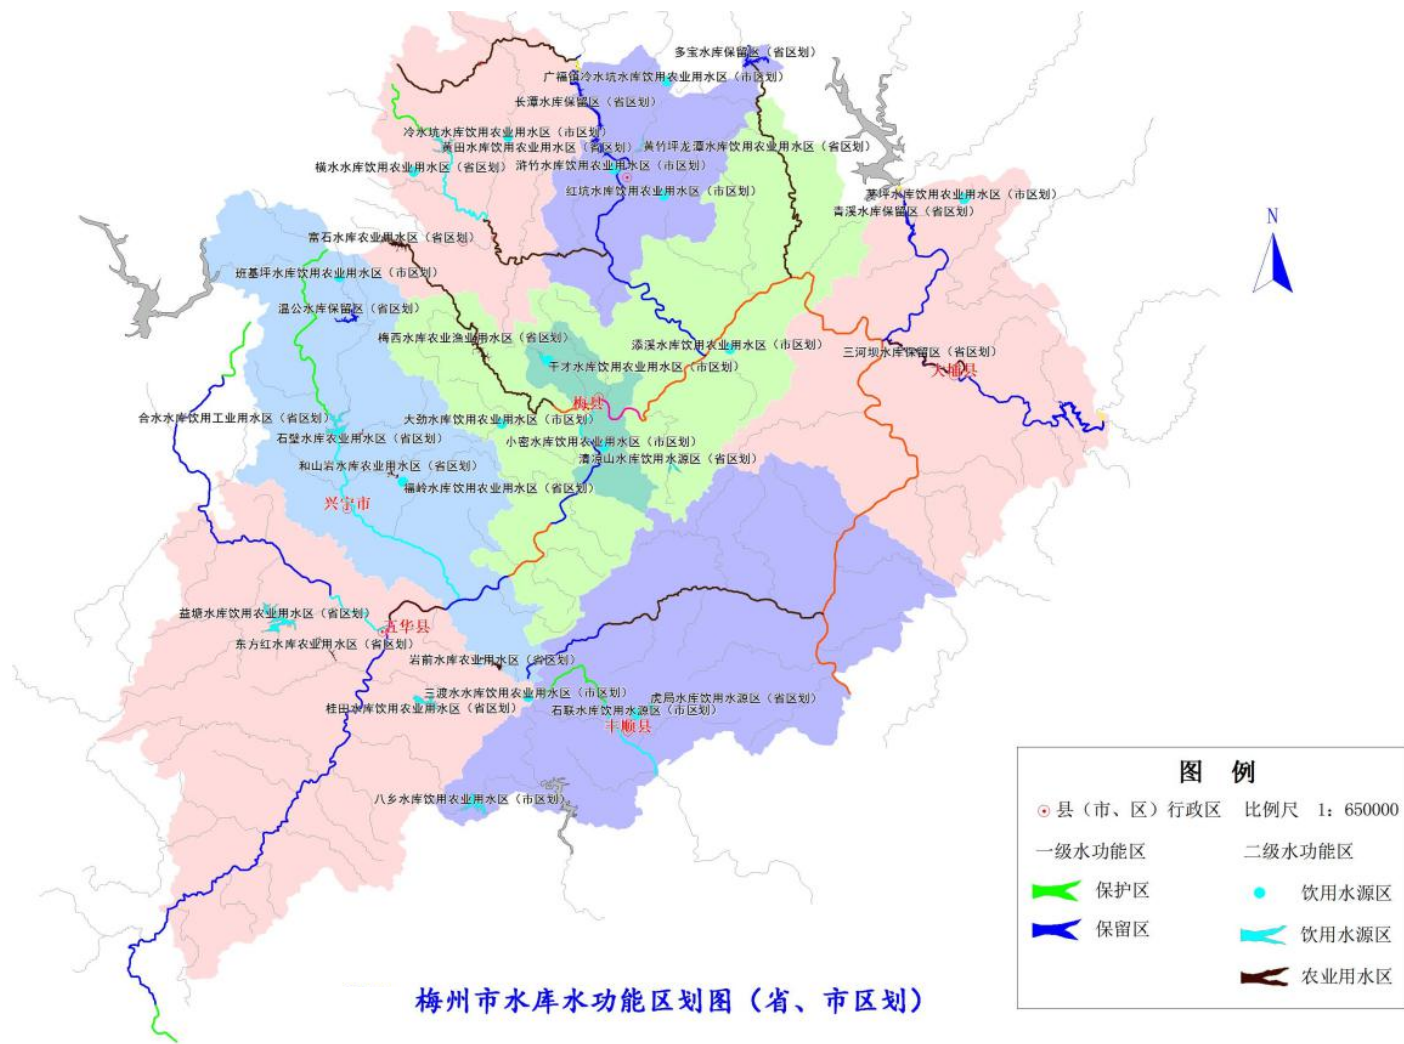 多宝水库保留区（省区划）
广福镇冷水坑水库饮用农业用水区（市区划）
长潭水库保留区（省区划）
冷水坑水库饮用农业用水区（市区划）
黄田水库饮用农业用水区（省区划）
黄竹坪龙潭水库饮用农业用水区（省区划）
横水水库饮用农业用水区（省区划）
浒竹水库饮用农业用水区（市区划）
红坑水库饮用农业用水区（市区划）
茅坪水库饮用农业用水区（市区划）
青溪水库保留区（省区划）
N
富石水库农业用水区（省区划）
班基坪水库饮用农业用水区（市区划）
温公水库保留区（省区划）
梅西水库农业渔业用水区（省区划）
添溪水库饮用农业用水区（市区划）
三河坝水库保留区（省区划）
干才水库饮用农业用水区（市区划）
大埔县
梅县
合水水库饮用工业用水区（省区划）
大劲水库饮用农业用水区（市区划）
石壁水库农业用水区（省区划）
小密水库饮用农业用水区（市区划）
清凉山水库饮用水源区（省区划）
和山岩水库农业用水区（省区划）
福岭水库饮用农业用水区（省区划）
兴宁市
益塘水库饮用农业用水区（省区划）
五华县
东方红水库农业用水区（省区划）
岩前水库农业用水区（省区划）
三渡水水库饮用农业用水区（市区划）
虎局水库饮用水源区（省区划）
桂田水库饮用农业用水区（省区划）
石联水库饮用水源区（市区划）
丰顺县
八乡水库饮用农业用水区（市区划）
图 例
县（市、区）行政区 比例尺 1：650000
一级水功能区 二级水功能区
保护区 饮用水源区
保留区 饮用水源区
农业用水区
梅州市水库水功能区划图（省、市区划）